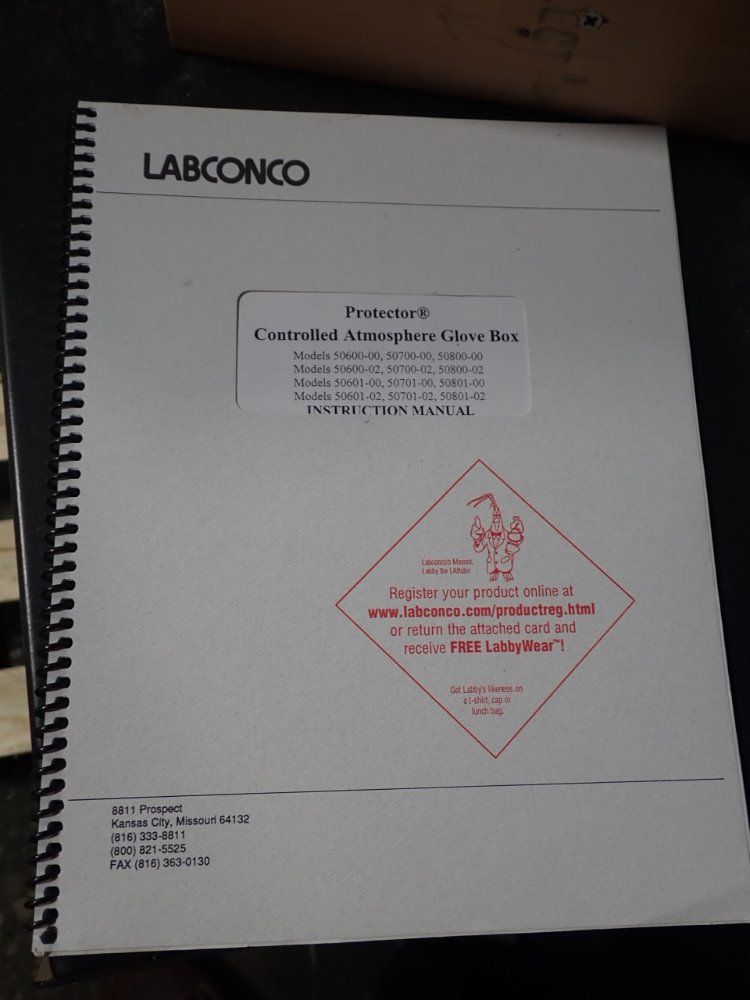 LABCONCO
Protector®
Controlled Atmosphere Glove Box
Models 50600-00, 50700-00, 50800-00
Models 50600-02, 50700-02, 50800-02
Models 50601-00, 50701-00, 50801-00
Models 50601-02, 50701-02, 50801-02
INSTRUCTION MANUAL
Labconco's Mascot,
Labby the LABster
Register your product online at
www.labconco.com/productreg.html
or return the attached card and
receive FREE LabbyWear™!
Get Labby's likeness on
a t-shirt, cap or
lunch bag.
8811 Prospect
Kansas City, Missouri 64132
(816) 333-8811
(800) 821-5525
FAX (816) 363-0130